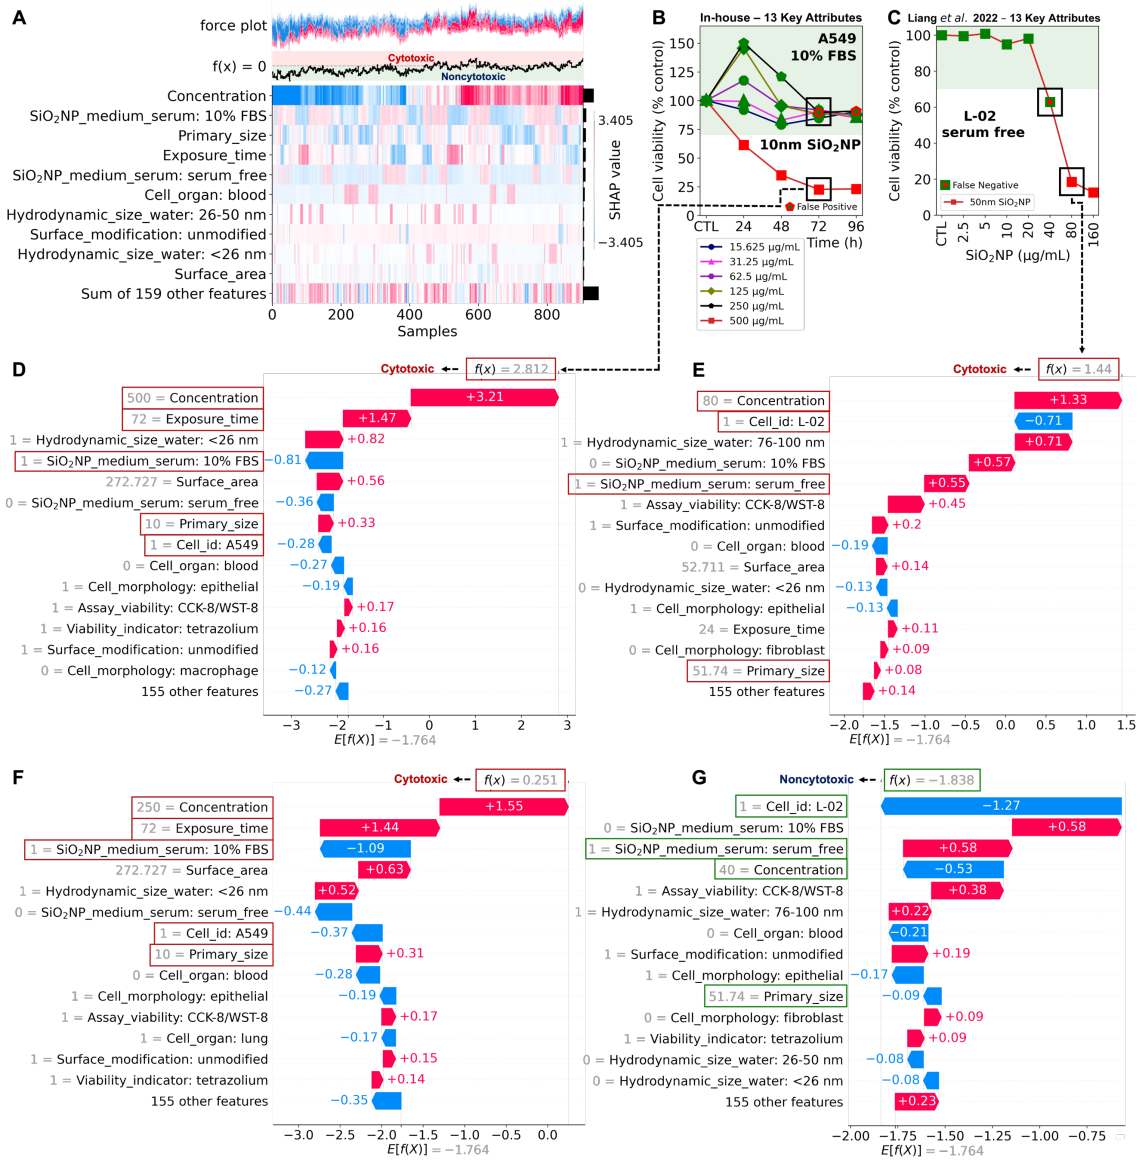 A
force plot
f(x) = 0
Cytotoxic
Noncytotoxic
Concentration
SiO₂NP_medium_serum: 10% FBS
Primary_size
Exposure_time
SiO₂NP_medium_serum: serum_free
Cell_organ: blood
Hydrodynamic_size_water: 26-50 nm
Surface_modification: unmodified
Hydrodynamic_size_water: <26 nm
Surface_area
Sum of 159 other features
0 200 400 600 800
Samples
3.405
SHAP value
−3.405
B
In-house – 13 Key Attributes
A549
10% FBS
10nm SiO₂NP
False Positive
Cell viability (% control)
150
125
100
75
50
25
0
CTL 24 48 72 96
Time (h)
15.625 µg/mL
31.25 µg/mL
62.5 µg/mL
125 µg/mL
250 µg/mL
500 µg/mL
C
Liang et al. 2022 – 13 Key Attributes
L-02
serum free
False Negative
50nm SiO₂NP
Cell viability (% control)
100
80
60
40
20
0
CTL 2.5 5 10 20 40 80 160
SiO₂NP (µg/mL)
D
Cytotoxic
f(x) = 2.812
500 = Concentration +3.21
72 = Exposure_time +1.47
1 = Hydrodynamic_size_water: <26 nm +0.82
1 = SiO₂NP_medium_serum: 10% FBS −0.81
272.727 = Surface_area +0.56
0 = SiO₂NP_medium_serum: serum_free −0.36
10 = Primary_size +0.33
1 = Cell_id: A549 −0.28
0 = Cell_organ: blood −0.27
1 = Cell_morphology: epithelial −0.19
1 = Assay_viability: CCK-8/WST-8 +0.17
1 = Viability_indicator: tetrazolium +0.16
1 = Surface_modification: unmodified +0.16
0 = Cell_morphology: macrophage −0.12
155 other features −0.27
−3 −2 −1 0 1 2 3
E[f(X)] = −1.764
E
Cytotoxic
f(x) = 1.44
80 = Concentration +1.33
1 = Cell_id: L-02 −0.71
1 = Hydrodynamic_size_water: 76-100 nm +0.71
0 = SiO₂NP_medium_serum: 10% FBS +0.57
1 = SiO₂NP_medium_serum: serum_free +0.55
1 = Assay_viability: CCK-8/WST-8 +0.45
1 = Surface_modification: unmodified +0.2
0 = Cell_organ: blood −0.19
52.711 = Surface_area +0.14
0 = Hydrodynamic_size_water: <26 nm −0.13
1 = Cell_morphology: epithelial −0.13
24 = Exposure_time +0.11
0 = Cell_morphology: fibroblast +0.09
51.74 = Primary_size +0.08
155 other features +0.14
−2.0 −1.5 −1.0 −0.5 0.0 0.5 1.0 1.5
E[f(X)] = −1.764
F
Cytotoxic
f(x) = 0.251
250 = Concentration +1.55
72 = Exposure_time +1.44
1 = SiO₂NP_medium_serum: 10% FBS −1.09
272.727 = Surface_area +0.63
1 = Hydrodynamic_size_water: <26 nm +0.52
0 = SiO₂NP_medium_serum: serum_free −0.44
1 = Cell_id: A549 −0.37
10 = Primary_size +0.31
0 = Cell_organ: blood −0.28
1 = Cell_morphology: epithelial −0.19
1 = Assay_viability: CCK-8/WST-8 +0.17
1 = Cell_organ: lung −0.17
1 = Surface_modification: unmodified +0.15
1 = Viability_indicator: tetrazolium +0.14
155 other features −0.35
−3.0 −2.5 −2.0 −1.5 −1.0 −0.5 0.0
E[f(X)] = −1.764
G
Noncytotoxic
f(x) = −1.838
1 = Cell_id: L-02 −1.27
0 = SiO₂NP_medium_serum: 10% FBS +0.58
1 = SiO₂NP_medium_serum: serum_free +0.58
40 = Concentration −0.53
1 = Assay_viability: CCK-8/WST-8 +0.38
1 = Hydrodynamic_size_water: 76-100 nm +0.22
0 = Cell_organ: blood −0.21
1 = Surface_modification: unmodified +0.19
1 = Cell_morphology: epithelial −0.17
51.74 = Primary_size −0.09
0 = Cell_morphology: fibroblast +0.09
1 = Viability_indicator: tetrazolium +0.09
0 = Hydrodynamic_size_water: 26-50 nm −0.08
0 = Hydrodynamic_size_water: <26 nm −0.08
155 other features +0.23
−2.00 −1.75 −1.50 −1.25 −1.00 −0.75
E[f(X)] = −1.764